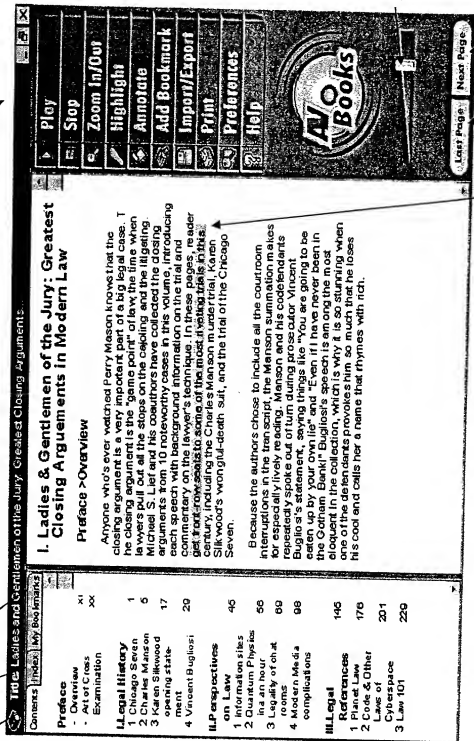 TITLE Ladies and Gentlemen of the Jury: Greatest Closing Arguments
Contents Index My Bookmarks
Preface
- Overview xi
- Art of Cross xx
Examination
I.Legal History
1 Chicago Seven 1
2 Charles Manson 5
3 Karen Silkwood 17
opening state-
ment
4 Vincent Bugliosi 29
II.Perspectives 45
on Law
1 Information sites
2 Quantum Physics 56
in an hour
3 Legality of chat 69
rooms
4 Modern Media 98
complications
III.Legal 145
References
1 Planet Law 176
2 Code & Other
Laws of 201
Cyberspace
3 Law 101 229
I. Ladies & Gentlemen of the Jury: Greatest
Closing Arguements in Modern Law
Preface >Overview
Anyone who's ever watched Perry Mason knows that the
closing argument is a very important part of a big legal case. T
he closing argument is the "game point" of law, the time when
lawyers pull out all the stops on the cajoling and the litigating.
Michael S. Lief and his coauthors have collected the closing
arguments from 10 noteworthy cases in this volume, introducing
each speech with background information on the trial and
commentary on the lawyer's technique. In these pages, reader
get front-row seats to some of the most riveting trials in this
century, including the Charles Manson murder trial, Karen
Silkwood's wrongful-death suit, and the trial of the Chicago
Seven.
Because the authors chose to include all the courtroom
interruptions in the transcript, the Manson summation makes
for especially lively reading. Manson and his codefendants
repeatedly spoke out of turn during prosecutor Vincent
Bugliosi's statement, saying things like "You are going to be
eaten up by your own lie" and "Even if I have never been in
the Gotham Bank!" Bugliosi's speech is among the most
eloquent in the collection, which is why it is so stunning when
one of the defendants provokes him so much that he loses
his cool and calls her a name that rhymes with rich.
Play
Stop
Zoom In/Out
Highlight
Annotate
Add Bookmark
Import/Export
Print
Preferences
Help
Books
Last Page
Next Page